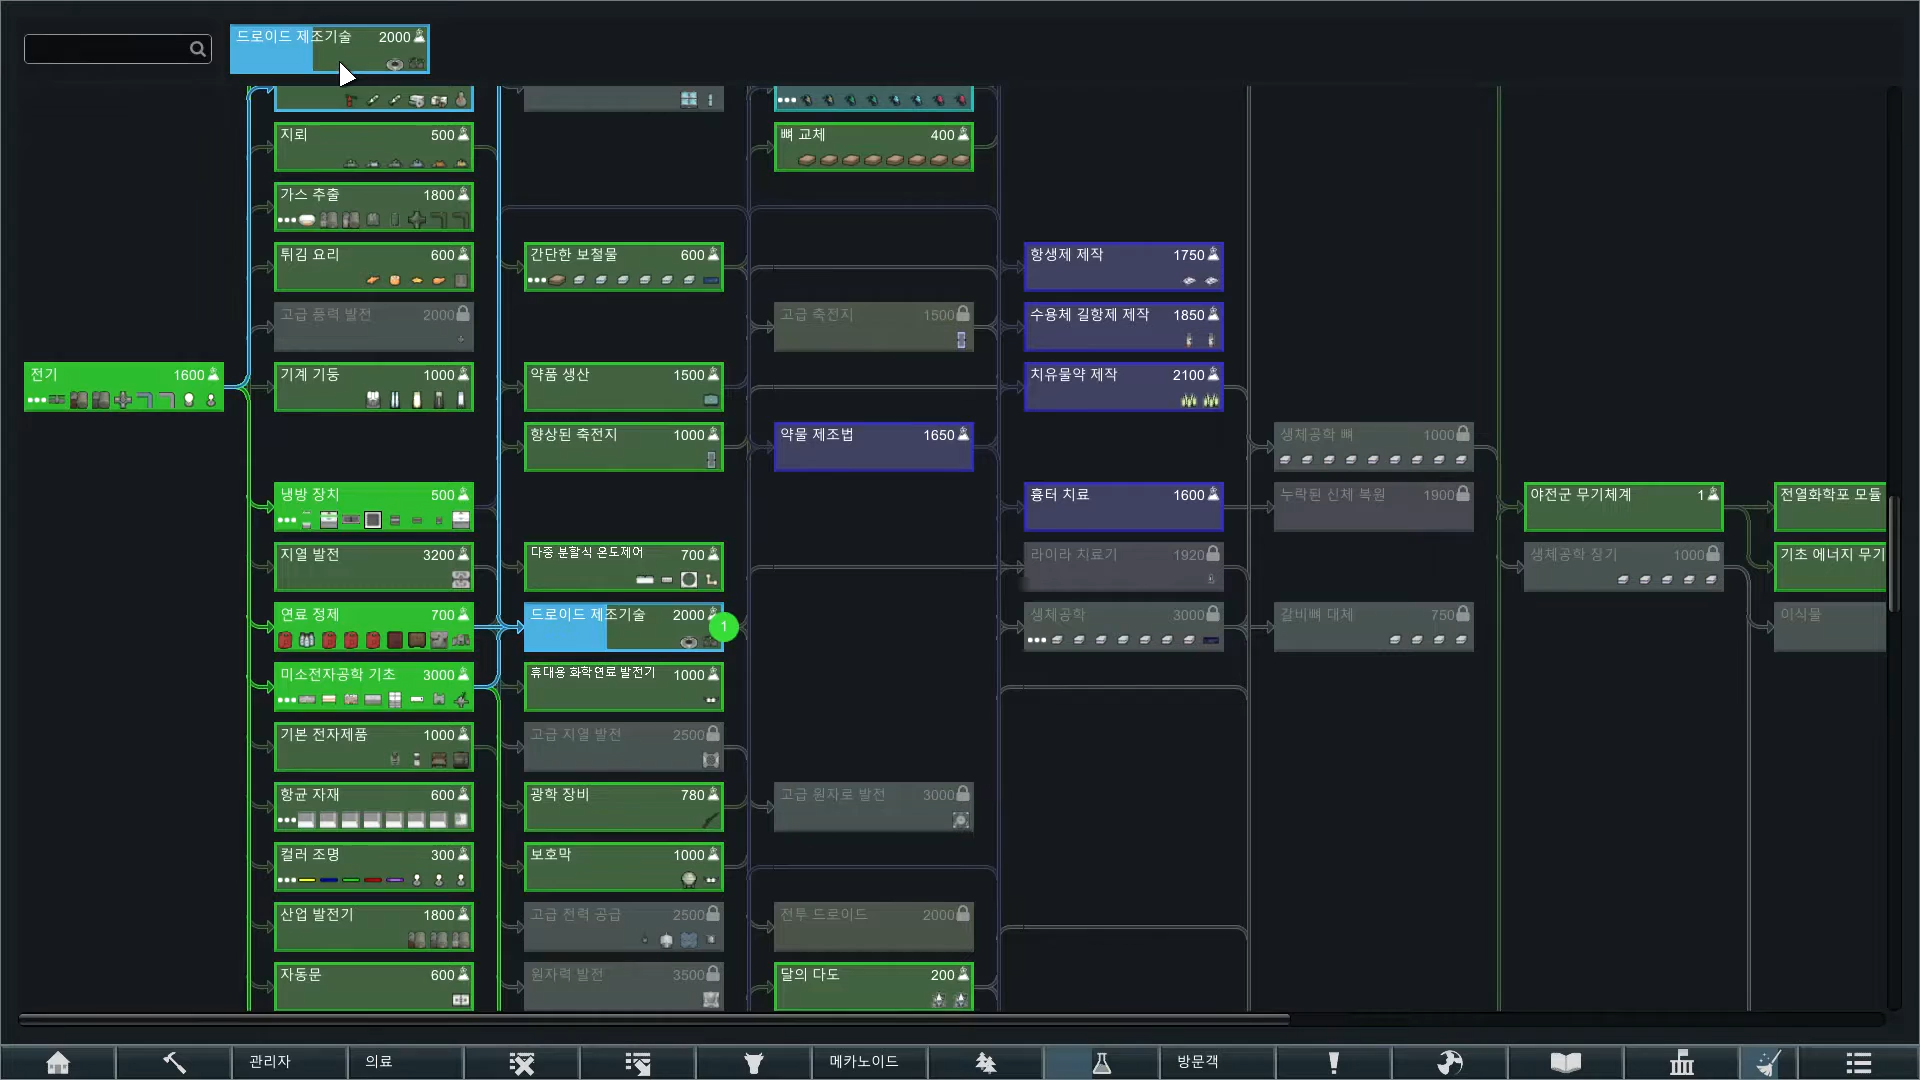 드로이드 제조기술 2000
지뢰 500
뼈 교체 400
가스 추출 1800
튀김 요리 600
간단한 보철물 600
항생제 제작 1750
고급 풍력 발전 2000
고급 축전지 1500
수용체 길항제 제작 1850
전기 1600
기계 기둥 1000
약품 생산 1500
치유물약 제작 2100
향상된 축전지 1000
약물 제조법 1650
생체공학 뼈 1000
냉방 장치 500
흉터 치료 1600
누락된 신체 복원 1900
야전군 무기체계 1
전열화학포 모듈
지열 발전 3200
다중 분할식 온도제어 700
라이라 치료기 1920
생체공학 장기 1000
기초 에너지 무기
연료 정제 700
드로이드 제조기술 2000
1
생체공학 3000
갈비뼈 대체 750
이식물
미소전자공학 기초 3000
휴대용 화학연료 발전기 1000
기본 전자제품 1000
고급 지열 발전 2500
항균 자재 600
광학 장비 780
고급 원자로 발전 3000
컬러 조명 300
보호막 1000
산업 발전기 1800
고급 전력 공급 2500
전투 드로이드 2000
자동문 600
원자력 발전 3500
달의 다도 200
관리자
의료
메카노이드
방문객